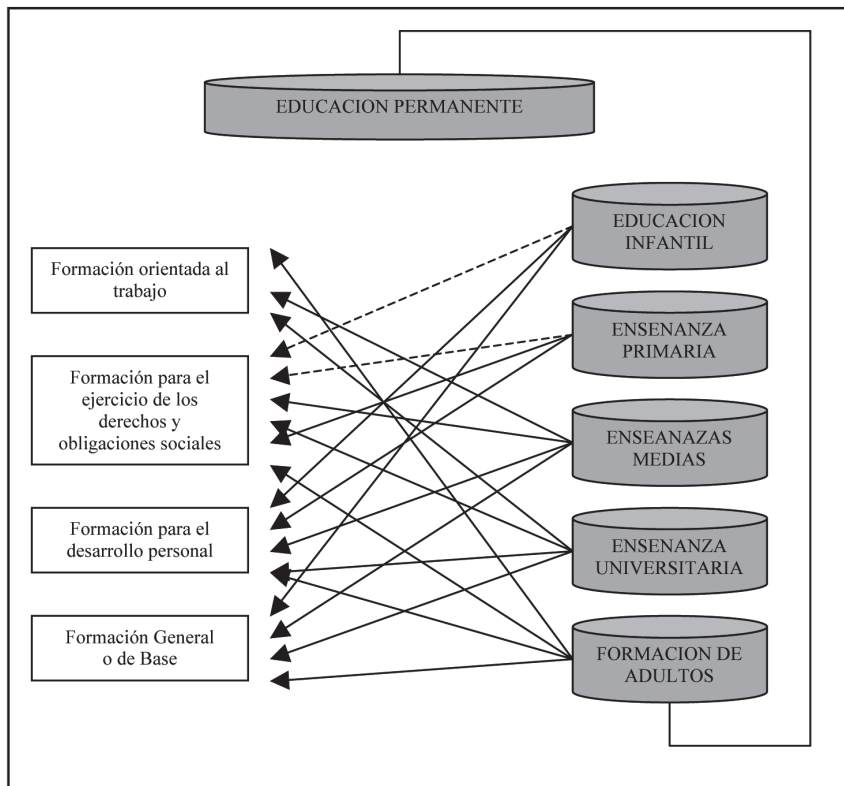 EDUCACION PERMANENTE
EDUCACION
INFANTIL
ENSENANZA
PRIMARIA
ENSEANAZAS
MEDIAS
ENSENANZA
UNIVERSITARIA
FORMACION DE
ADULTOS
Formación orientada al
trabajo
Formación para el
ejercicio de los
derechos y
obligaciones sociales
Formación para el
desarrollo personal
Formación General
o de Base